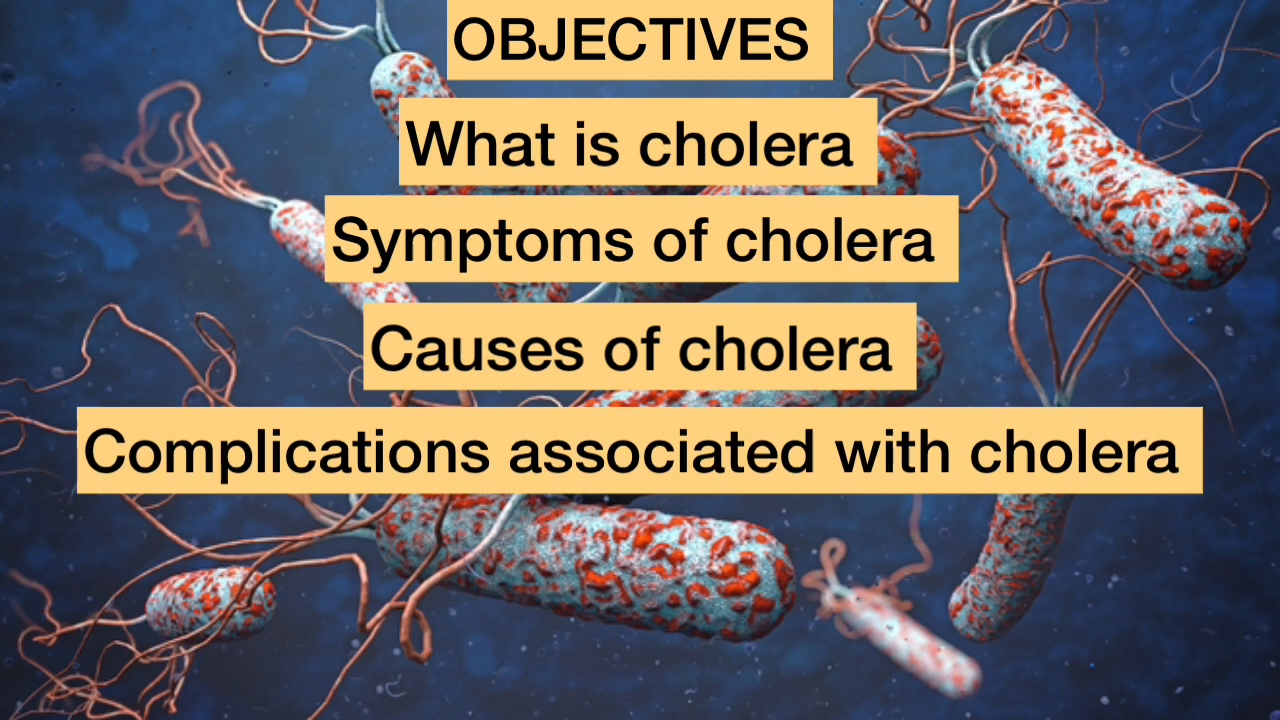 OBJECTIVES
What is cholera
Symptoms of cholera
Causes of cholera
Complications associated with cholera